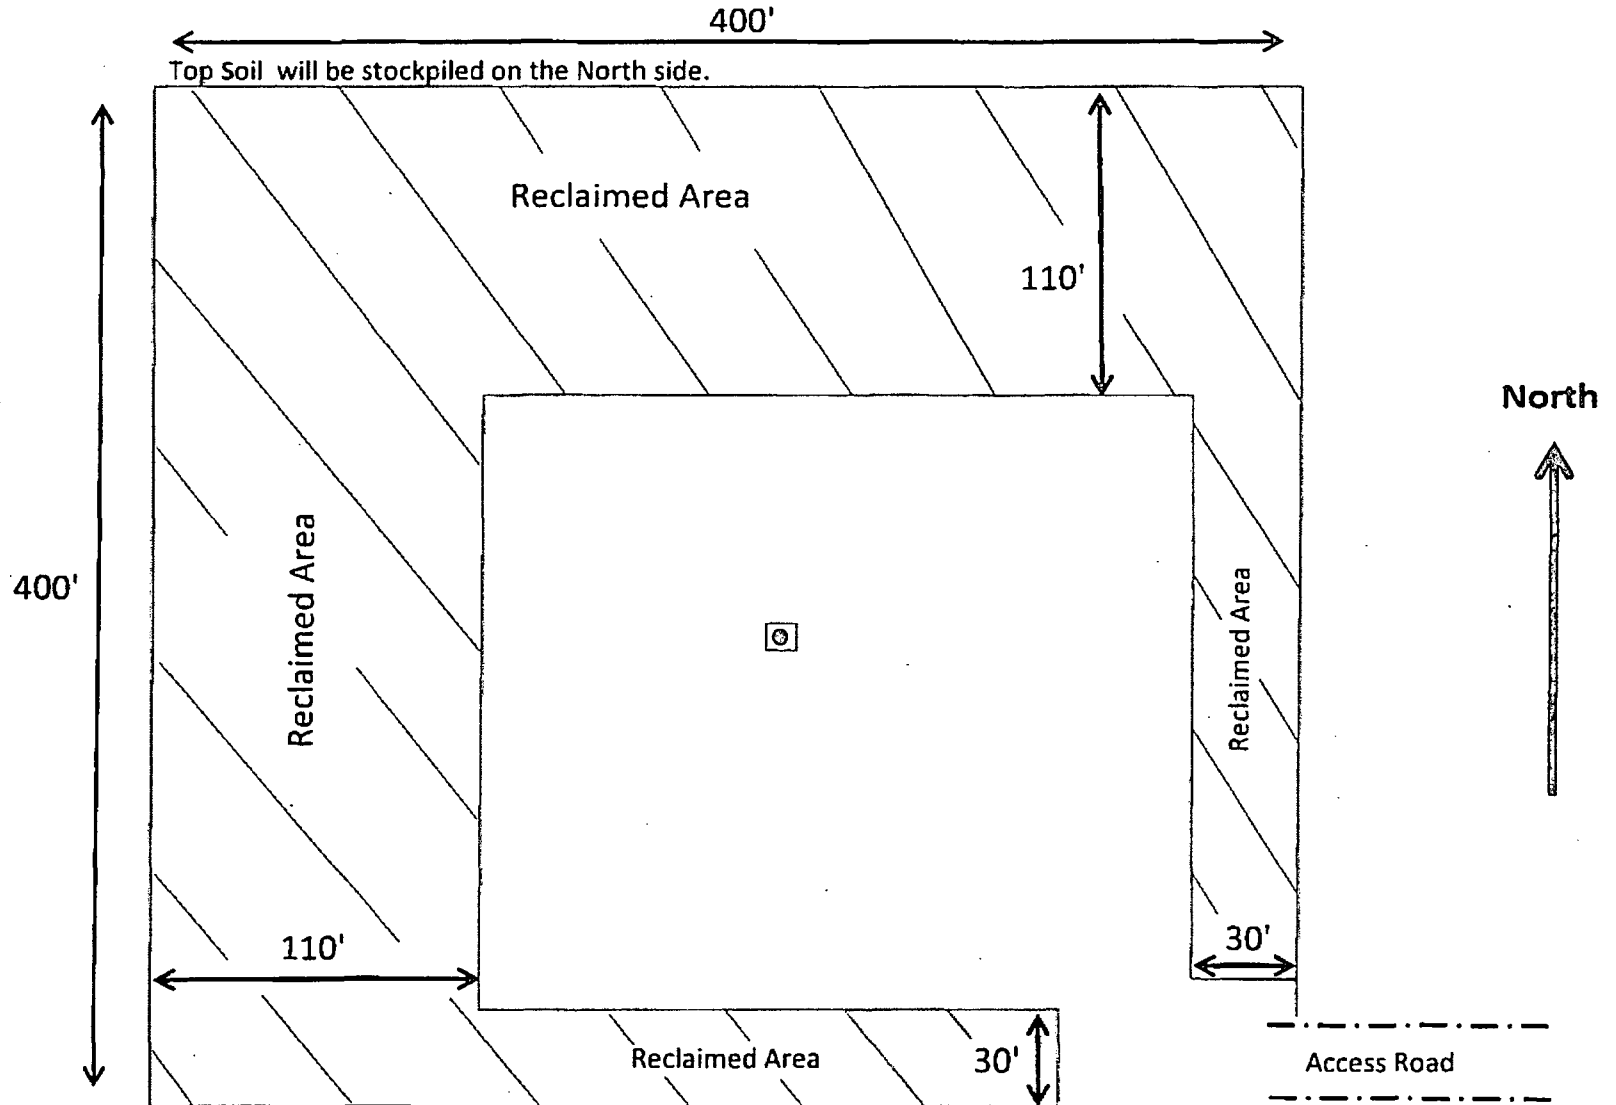 400'
Top Soil will be stockpiled on the North side.
Reclaimed Area
110'
North
400'
Reclaimed Area
Reclaimed Area
110'
30'
Reclaimed Area
30'
Access Road